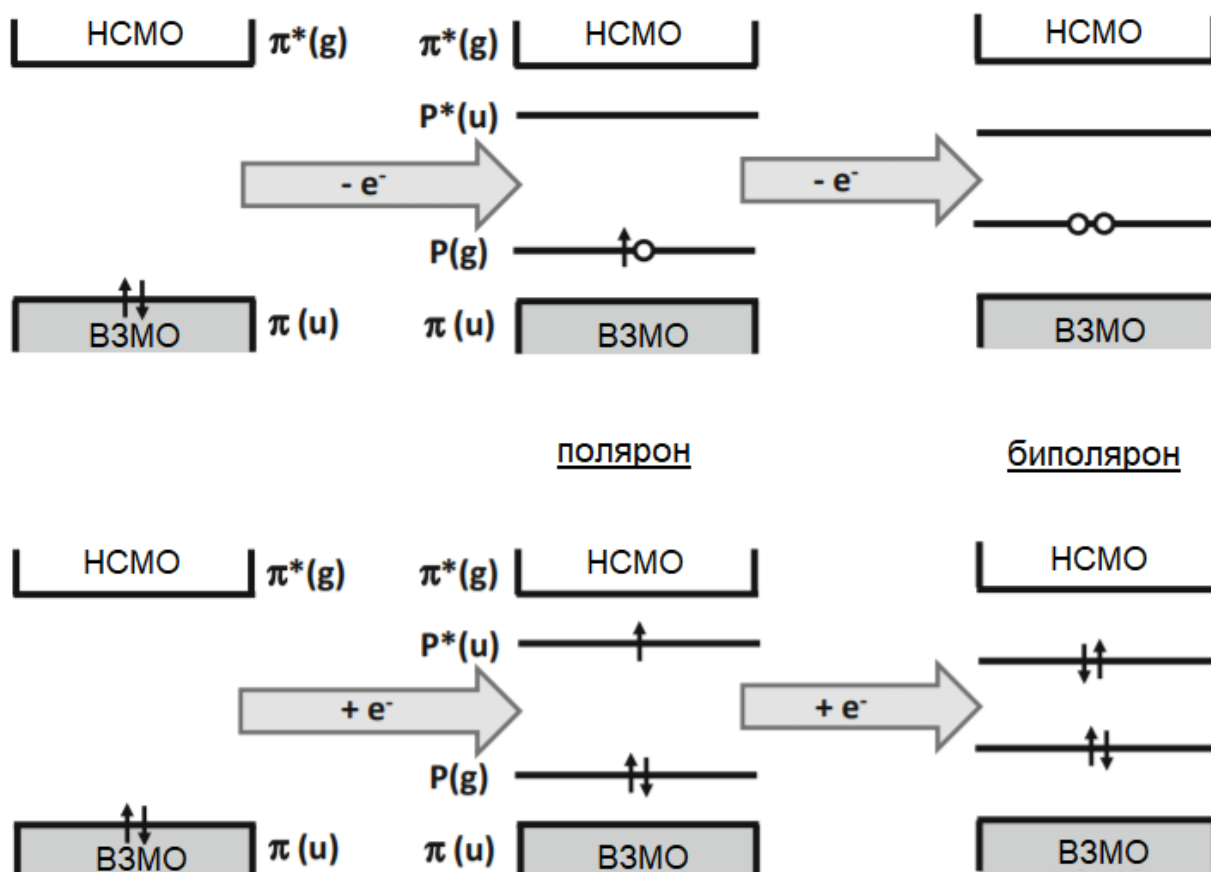 НСМО π*(g) π*(g) НСМО НСМО
P*(u)
- e⁻ - e⁻
P(g)
ВЗМО π (u) π (u) ВЗМО ВЗМО
полярон биполярон
НСМО π*(g) π*(g) НСМО НСМО
P*(u)
+ e⁻ + e⁻
P(g)
ВЗМО π (u) π (u) ВЗМО ВЗМО